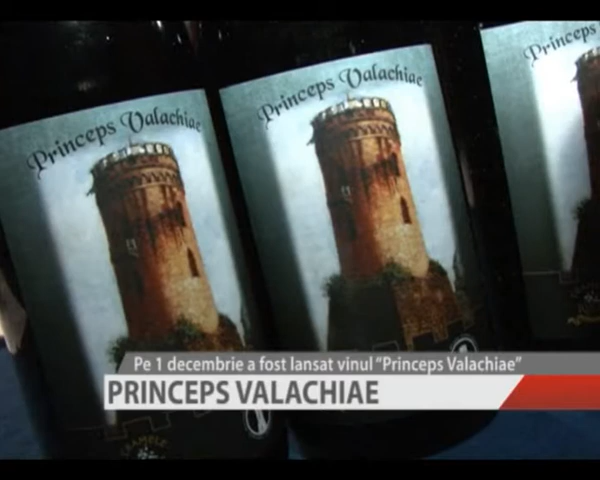 Princeps Valachiae
Princeps Valachiae
Princeps
Pe 1 decembrie a fost lansat vinul "Princeps Valachiae"
PRINCEPS VALACHIAE